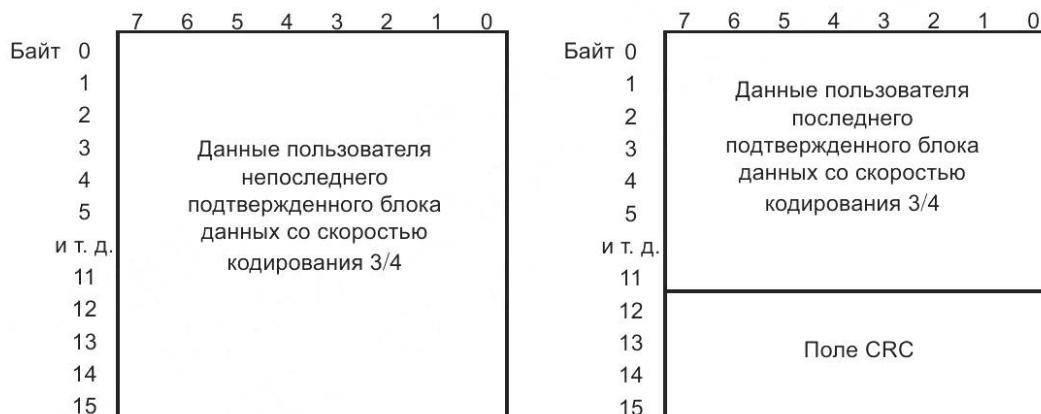 7 6 5 4 3 2 1 0
Байт 0
1
2
3
4
5
и т. д.
11
12
13
14
15
Данные пользователя
непоследнего
подтвержденного блока
данных со скоростью
кодирования 3/4
7 6 5 4 3 2 1 0
Байт 0
1
2
3
4
5
и т. д.
11
12
13
14
15
Данные пользователя
последнего
подтвержденного блока
данных со скоростью
кодирования 3/4
Поле CRC